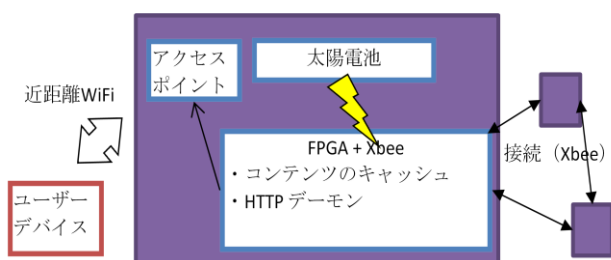 アクセス
ポイント
太陽電池
近距離WiFi
FPGA + Xbee
・コンテンツのキャッシュ
・HTTP デーモン
接続（Xbee）
ユーザー
デバイス